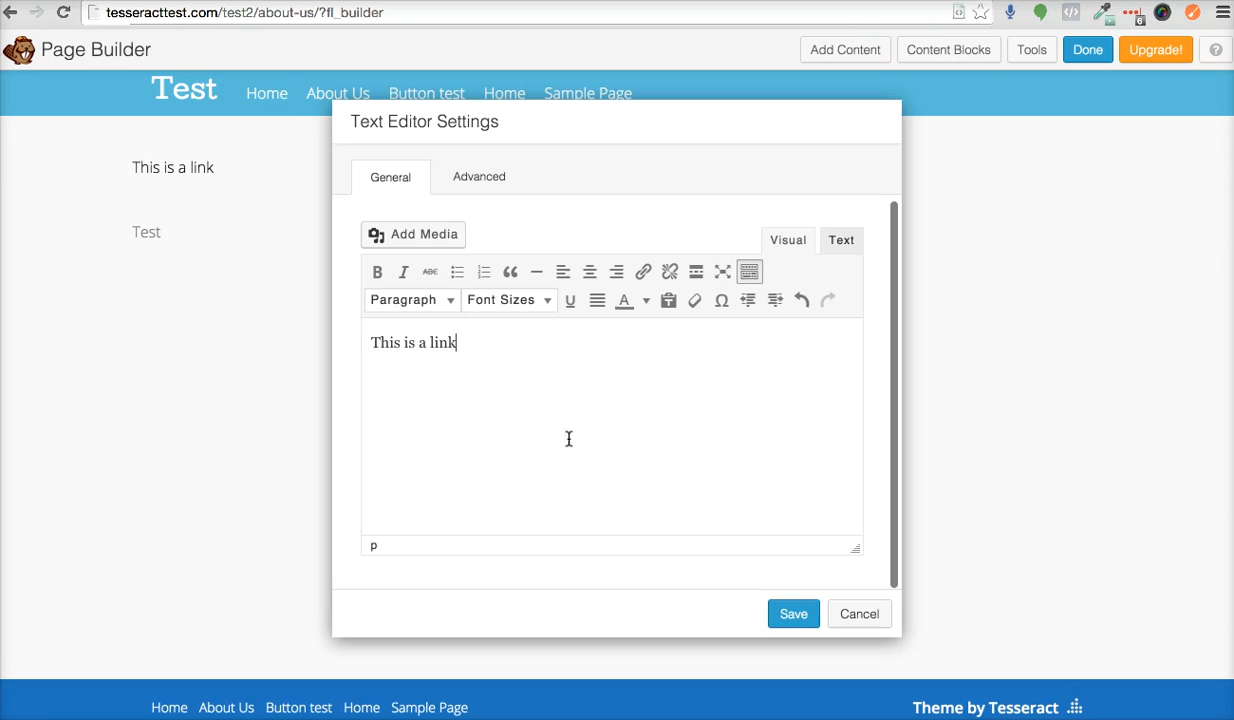 tesseracttest.com/test2/about-us/?fl_builder
6
Page Builder
Add Content
Content Blocks
Tools
Done
Upgrade!
?
Test
Home
About Us
Button test
Home
Sample Page
Text Editor Settings
This is a link
General
Advanced
Test
Add Media
Visual
Text
B
I
ABC
Paragraph
Font Sizes
U
A
Ω
This is a link
p
Save
Cancel
Home
About Us
Button test
Home
Sample Page
Theme by Tesseract